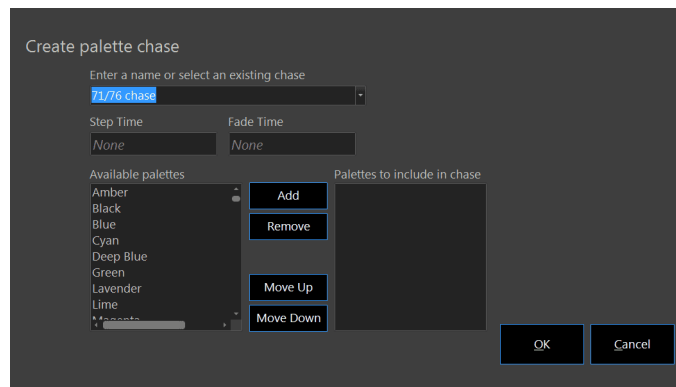 Create palette chase
Enter a name or select an existing chase
71/76 chase
Step Time Fade Time
None None
Available palettes Palettes to include in chase
Amber
Black
Blue
Cyan
Deep Blue
Green
Lavender
Lime
Magenta
Add
Remove
Move Up
Move Down
OK Cancel